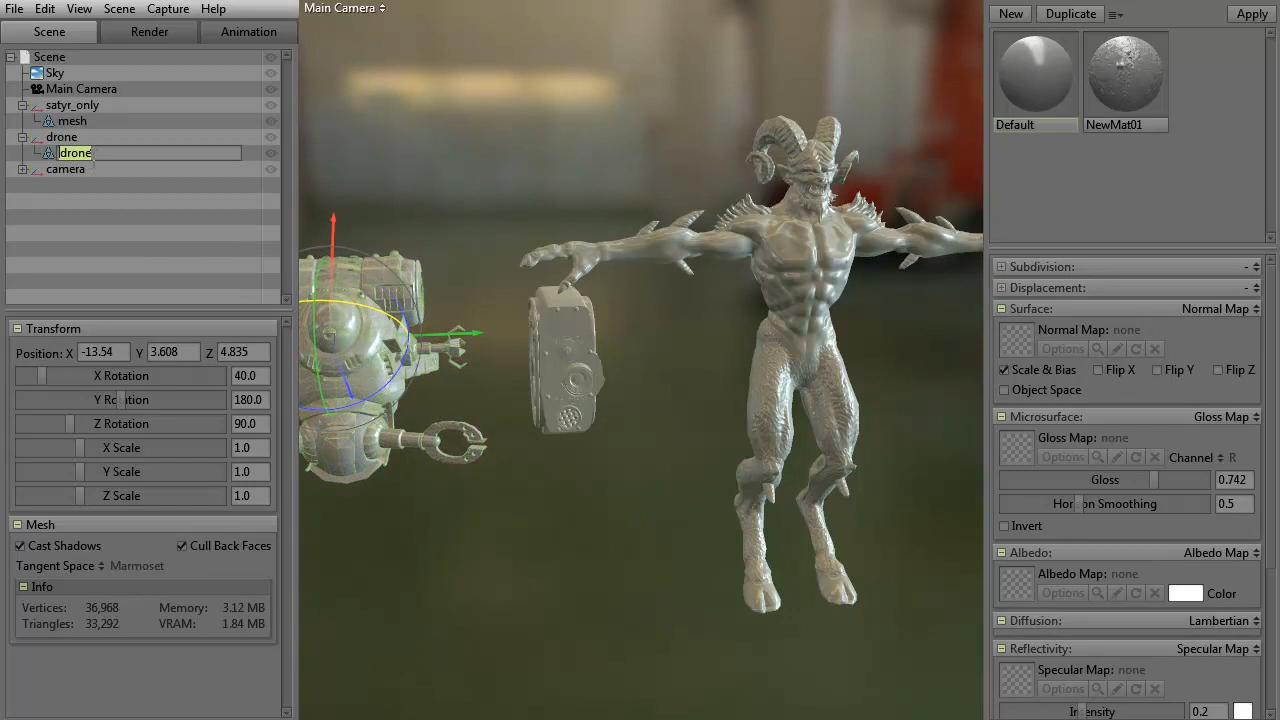 File Edit View Scene Capture Help
Scene Render Animation
Scene
Sky
Main Camera
satyr_only
mesh
drone
drone
camera
Transform
Position: X -13.54 Y 3.608 Z 4.835
X Rotation 40.0
Y Rotation 180.0
Z Rotation 90.0
X Scale 1.0
Y Scale 1.0
Z Scale 1.0
Mesh
Cast Shadows Cull Back Faces
Tangent Space Marmoset
Info
Vertices: 36,968 Memory: 3.12 MB
Triangles: 33,292 VRAM: 1.84 MB
Main Camera
New Duplicate Apply
Default NewMat01
Subdivision: -
Displacement: -
Surface: Normal Map
Normal Map: none
Options
Scale & Bias Flip X Flip Y Flip Z
Object Space
Microsurface: Gloss Map
Gloss Map: none
Options Channel R
Gloss 0.742
Horizon Smoothing 0.5
Invert
Albedo: Albedo Map
Albedo Map: none
Options Color
Diffusion: Lambertian
Reflectivity: Specular Map
Specular Map: none
Options
Intensity 0.2